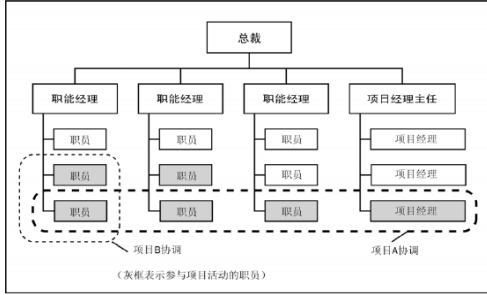 总裁
职能经理 职能经理 职能经理 项目经理主任
职员 职员 职员 项目经理
职员 职员 职员 项目经理
职员 职员 职员 项目经理
项目B协调 项目A协调
（灰框表示参与项目活动的职员）